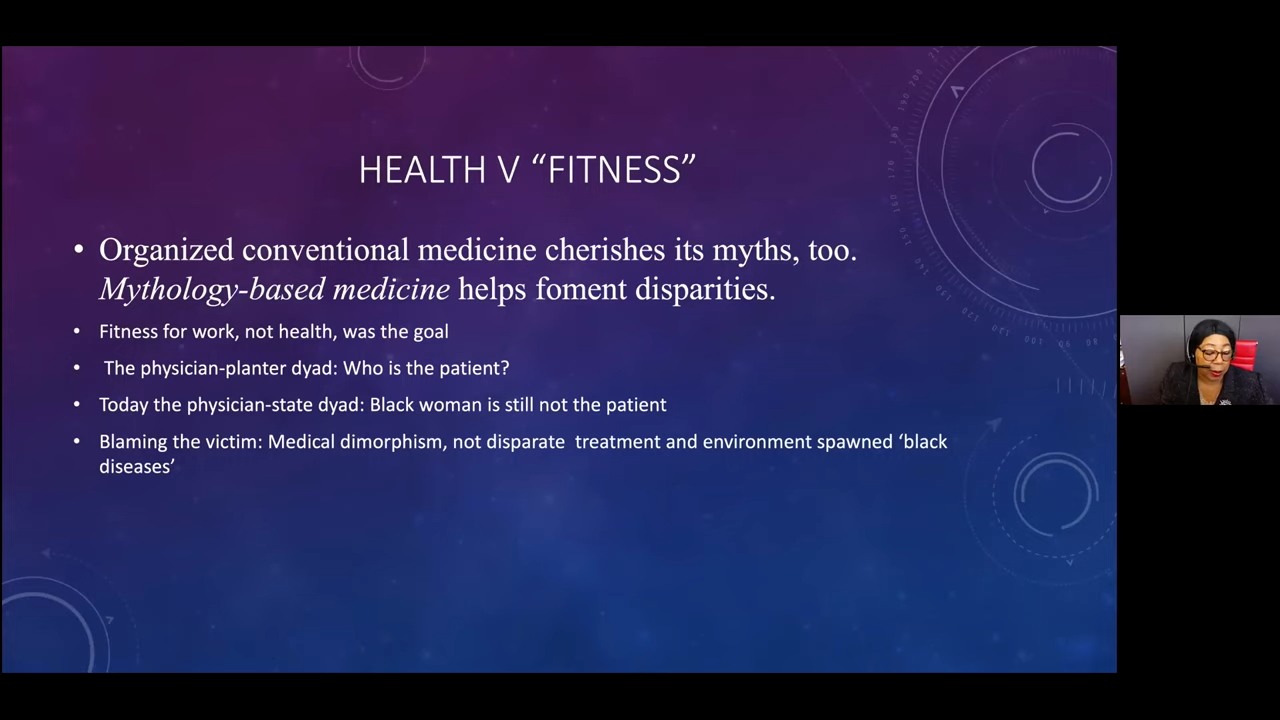 HEALTH V “FITNESS”
• Organized conventional medicine cherishes its myths, too.
Mythology-based medicine helps foment disparities.
• Fitness for work, not health, was the goal
• The physician-planter dyad: Who is the patient?
• Today the physician-state dyad: Black woman is still not the patient
• Blaming the victim: Medical dimorphism, not disparate treatment and environment spawned ‘black
diseases’